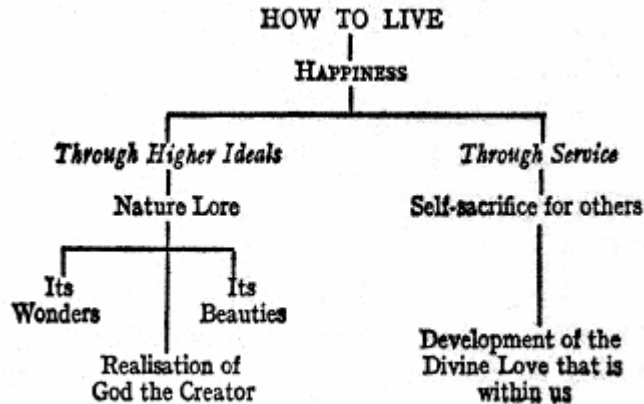 HOW TO LIVE
HAPPINESS
Through Higher Ideals
Through Service
Nature Lore
Self-sacrifice for others
Its
Wonders
Its
Beauties
Realisation of
God the Creator
Development of the
Divine Love that is
within us